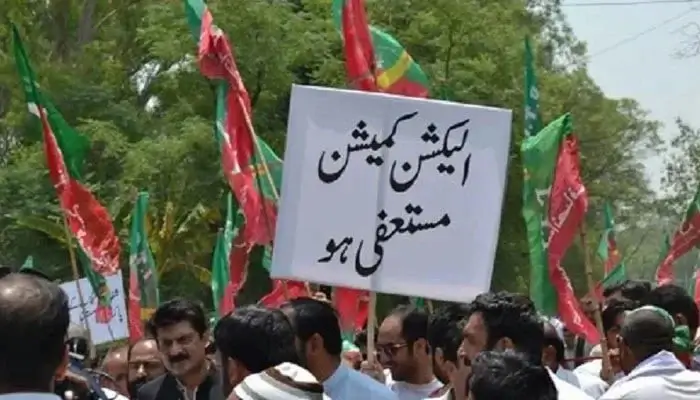 الیکشن کمیشن
مستعفی ہو